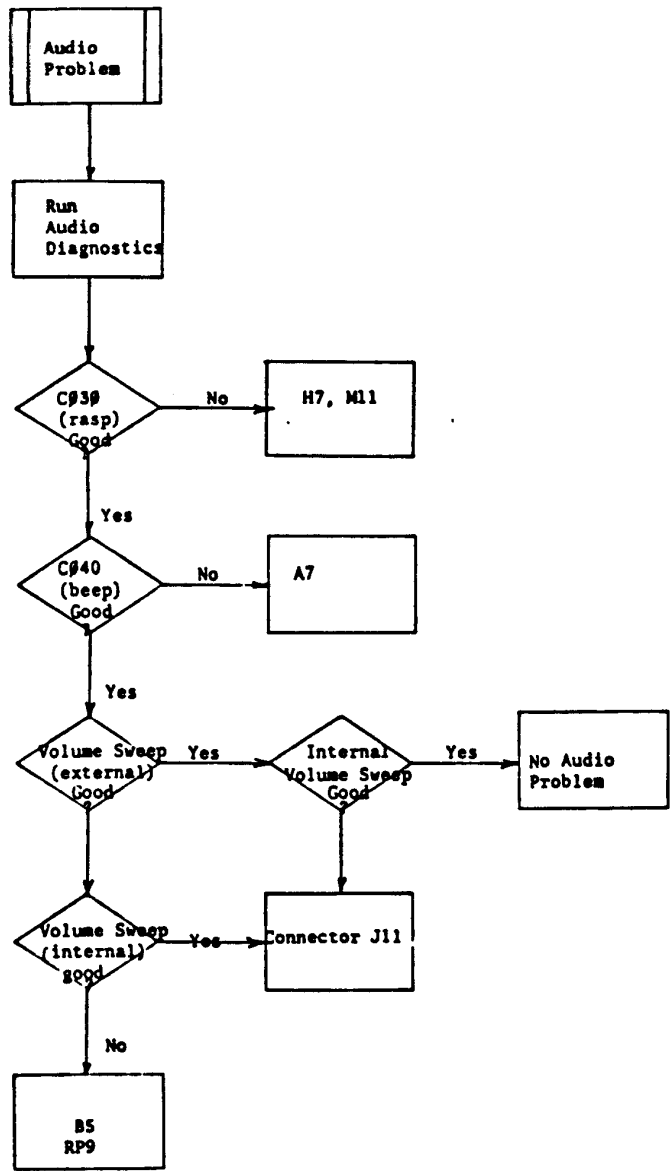 Audio
Problem
Run
Audio
Diagnostics
CØ3Ø
(rasp)
Good
?
No
H7, M11
Yes
CØ40
(beep)
Good
?
No
A7
Yes
Volume Sweep
(external)
Good
?
Yes
Internal
Volume Sweep
Good
?
Yes
No Audio
Problem
Volume Sweep
(internal)
good
?
Yes
Connector J11
No
B5
RP9